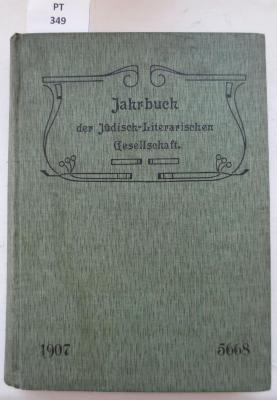 PT
349
Jahrbuch
der Jüdisch-Literarischen
Gesellschaft.
1907 5668